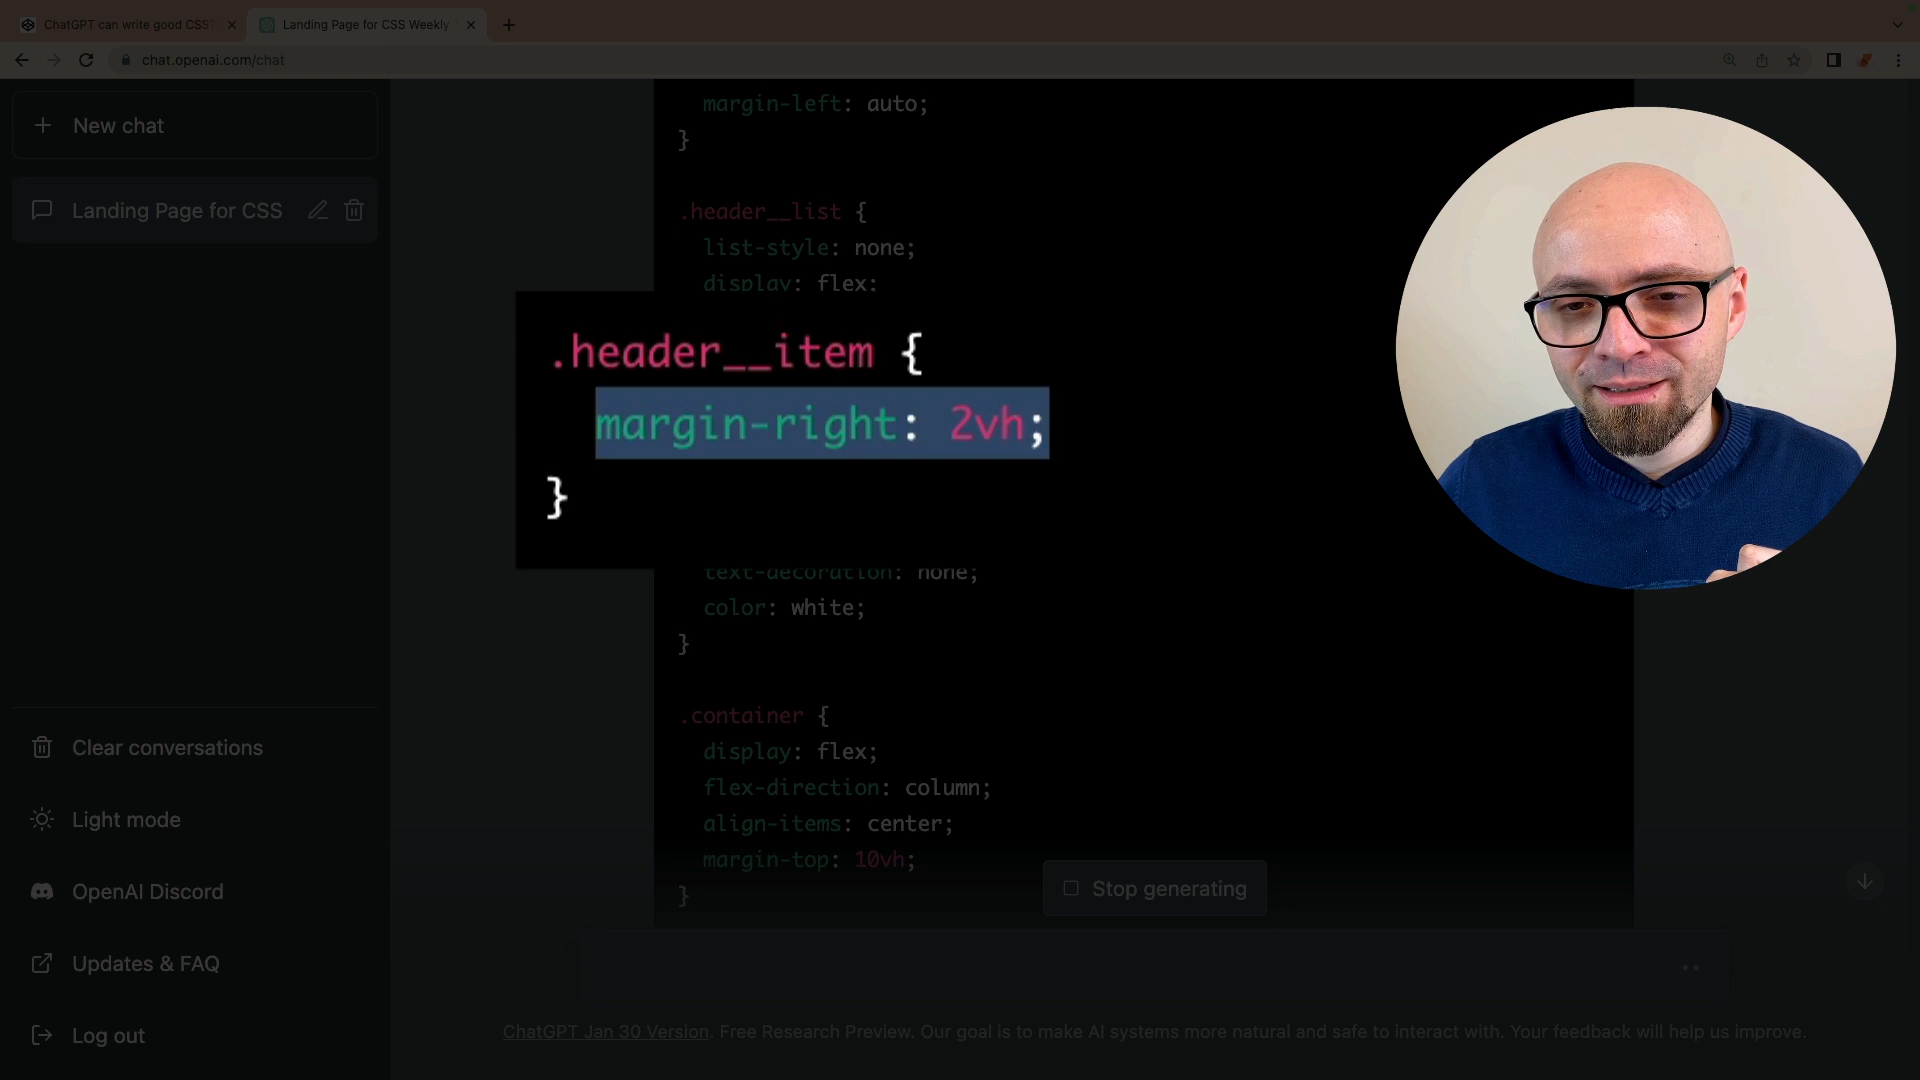 ChatGPT can write good CSS?
Landing Page for CSS Weekly
chat.openai.com/chat
New chat
Landing Page for CSS
Clear conversations
Light mode
OpenAI Discord
Updates & FAQ
Log out
margin-left: auto;
}
.header__list {
list-style: none;
display: flex;
.header__item {
margin-right: 2vh;
}
text-decoration: none;
color: white;
}
.container {
display: flex;
flex-direction: column;
align-items: center;
margin-top: 10vh;
}
Stop generating
ChatGPT Jan 30 Version. Free Research Preview. Our goal is to make AI systems more natural and safe to interact with. Your feedback will help us improve.